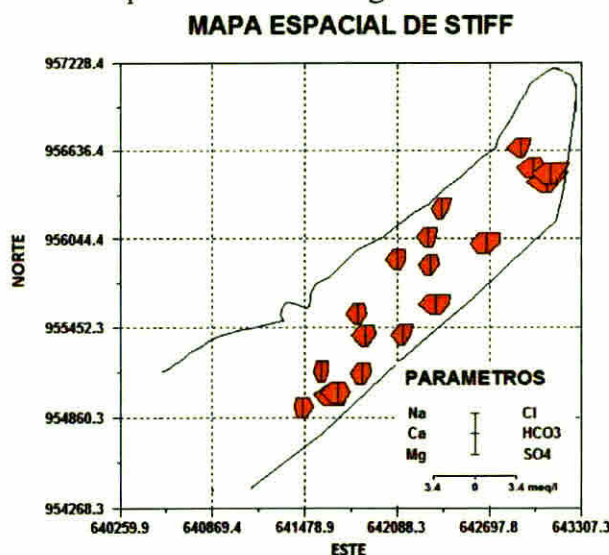 MAPA ESPACIAL DE STIFF
957228.4
956636.4
956044.4
955452.3
954860.3
954268.3
NORTE
PARAMETROS
Na Cl
Ca HCO3
Mg SO4
3.4 0 3.4 meq/l
640259.9 640869.4 641478.9 642088.3 642697.8 643307.3
ESTE